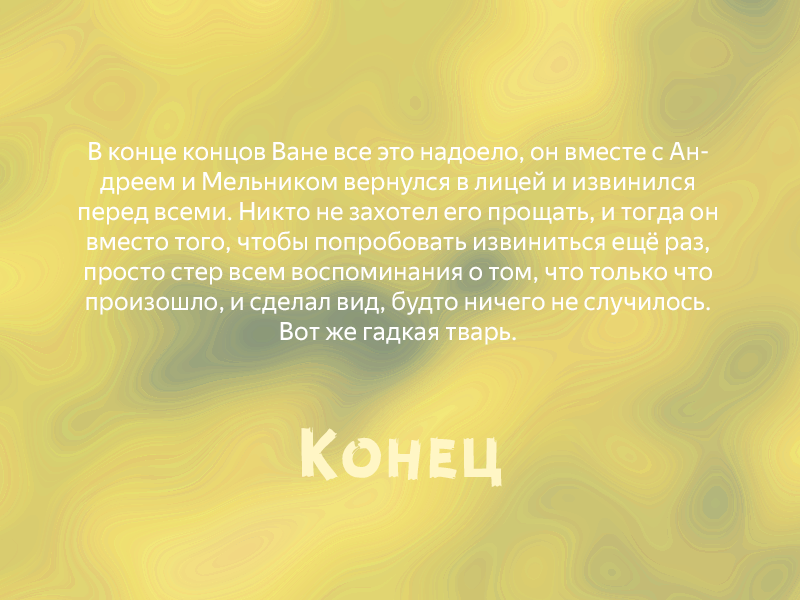 В конце концов Ване все это надоело, он вместе с Ан-
дреем и Мельником вернулся в лицей и извинился
перед всеми. Никто не захотел его прощать, и тогда он
вместо того, чтобы попробовать извиниться ещё раз,
просто стер всем воспоминания о том, что только что
произошло, и сделал вид, будто ничего не случилось.
Вот же гадкая тварь.
Конец